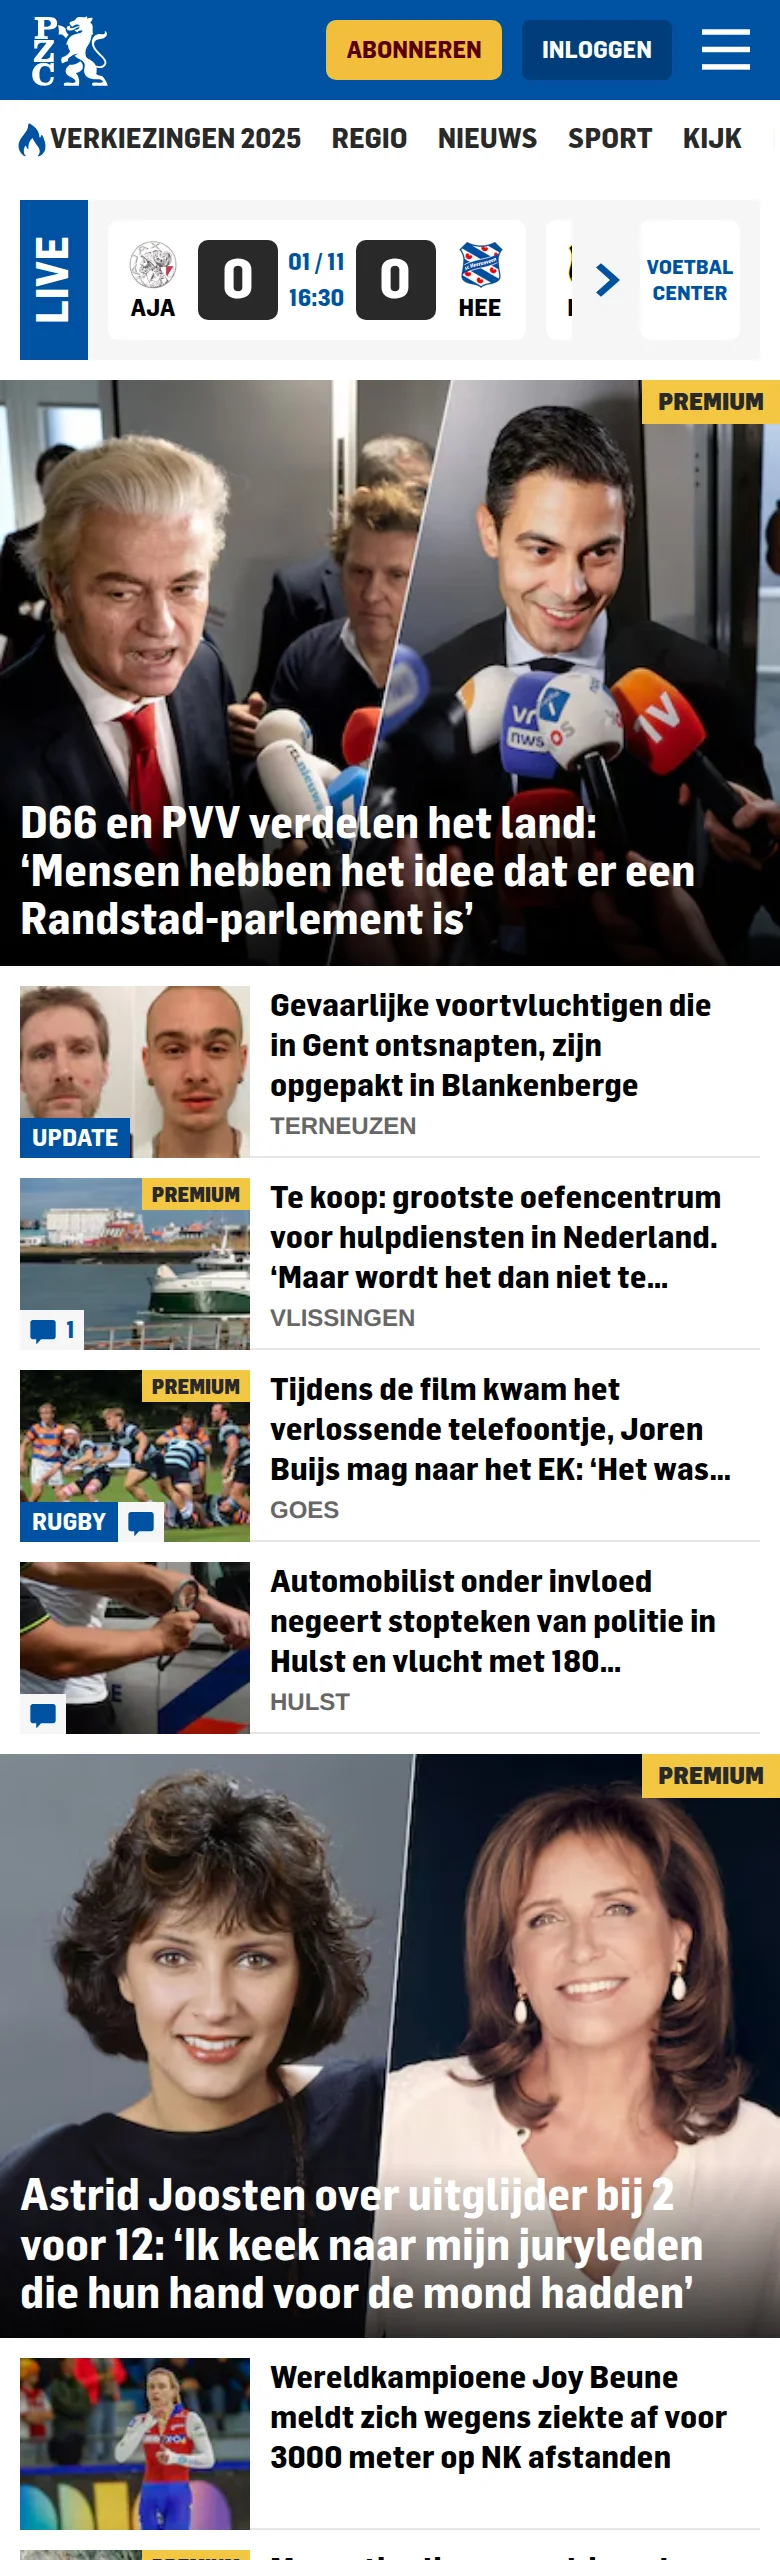 PZC
ABONNEREN
INLOGGEN
VERKIEZINGEN 2025
REGIO
NIEUWS
SPORT
KIJK
LIVE
AJA
0
01 / 11
16:30
0
HEE
VOETBAL
CENTER
PREMIUM
vrt
nws
1V
D66 en PVV verdelen het land:
‘Mensen hebben het idee dat er een
Randstad-parlement is’
UPDATE
Gevaarlijke voortvluchtigen die
in Gent ontsnapten, zijn
opgepakt in Blankenberge
TERNEUZEN
PREMIUM
1
Te koop: grootste oefencentrum
voor hulpdiensten in Nederland.
‘Maar wordt het dan niet te...
VLISSINGEN
PREMIUM
RUGBY
Tijdens de film kwam het
verlossende telefoontje, Joren
Buijs mag naar het EK: ‘Het was...
GOES
Automobilist onder invloed
negeert stopteken van politie in
Hulst en vlucht met 180...
HULST
PREMIUM
Astrid Joosten over uitglijder bij 2
voor 12: ‘Ik keek naar mijn juryleden
die hun hand voor de mond hadden’
Wereldkampioene Joy Beune
meldt zich wegens ziekte af voor
3000 meter op NK afstanden